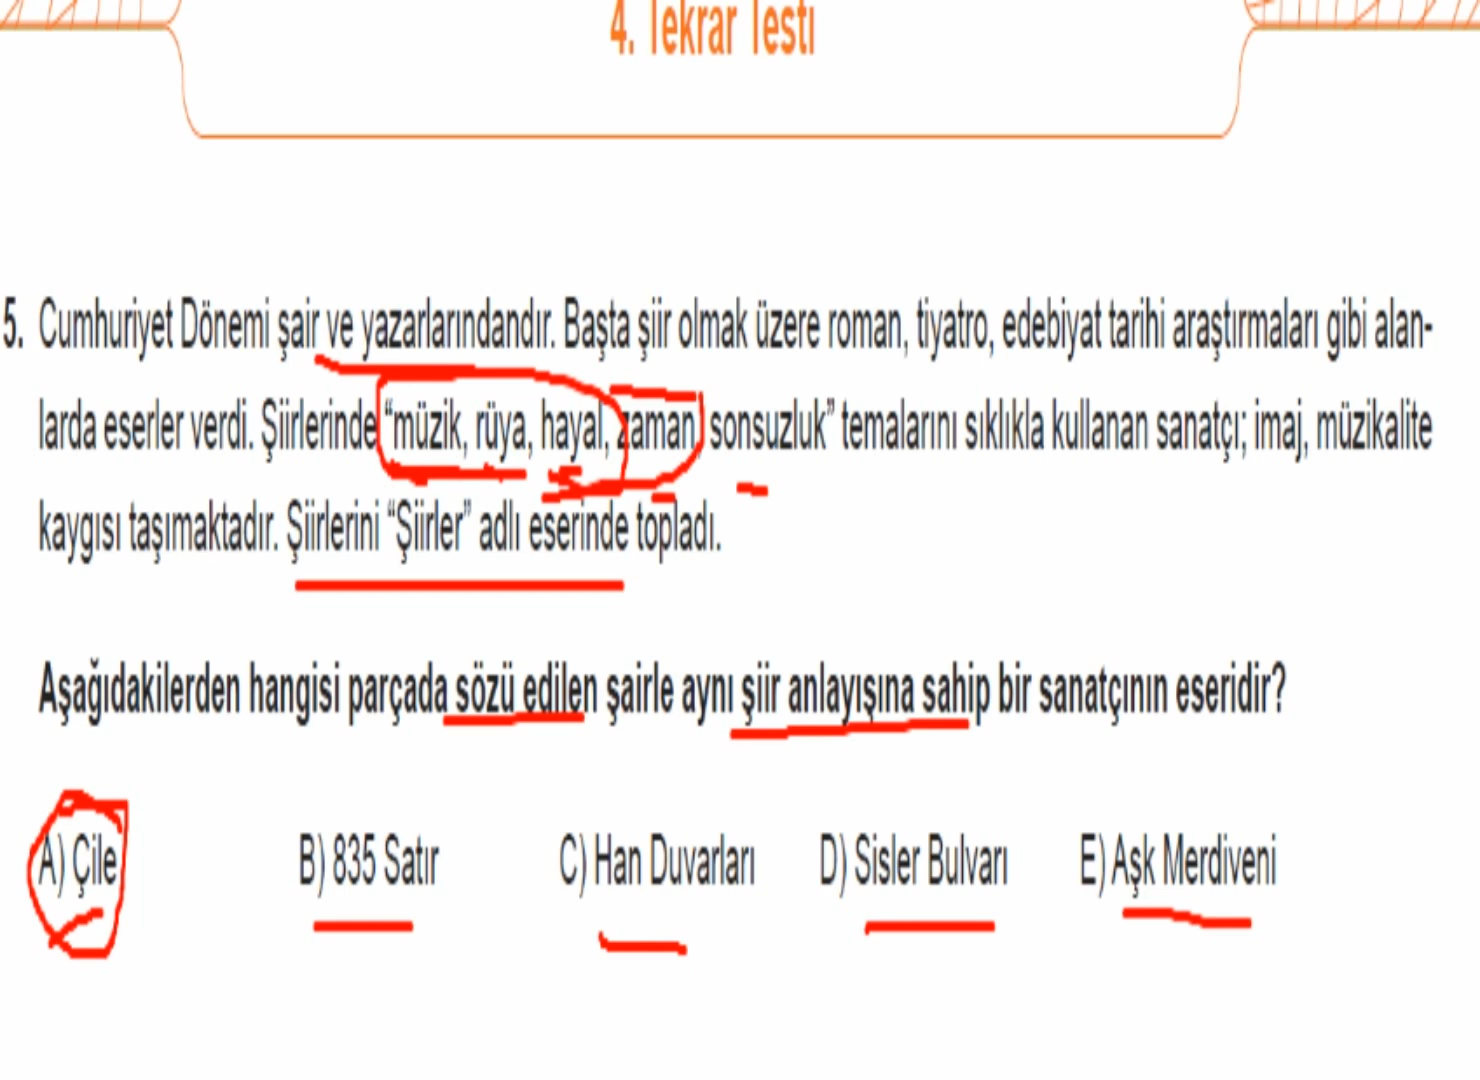 4. Tekrar Testi
5. Cumhuriyet Dönemi şair ve yazarlarındandır. Başta şiir olmak üzere roman, tiyatro, edebiyat tarihi araştırmaları gibi alan-
larda eserler verdi. Şiirlerinde “müzik, rüya, hayal, zaman, sonsuzluk” temalarını sıklıkla kullanan sanatçı; imaj, müzikalite
kaygısı taşımaktadır. Şiirlerini “Şiirler” adlı eserinde topladı.
Aşağıdakilerden hangisi parçada sözü edilen şairle aynı şiir anlayışına sahip bir sanatçının eseridir?
A) Çile B) 835 Satır C) Han Duvarları D) Sisler Bulvarı E) Aşk Merdiveni